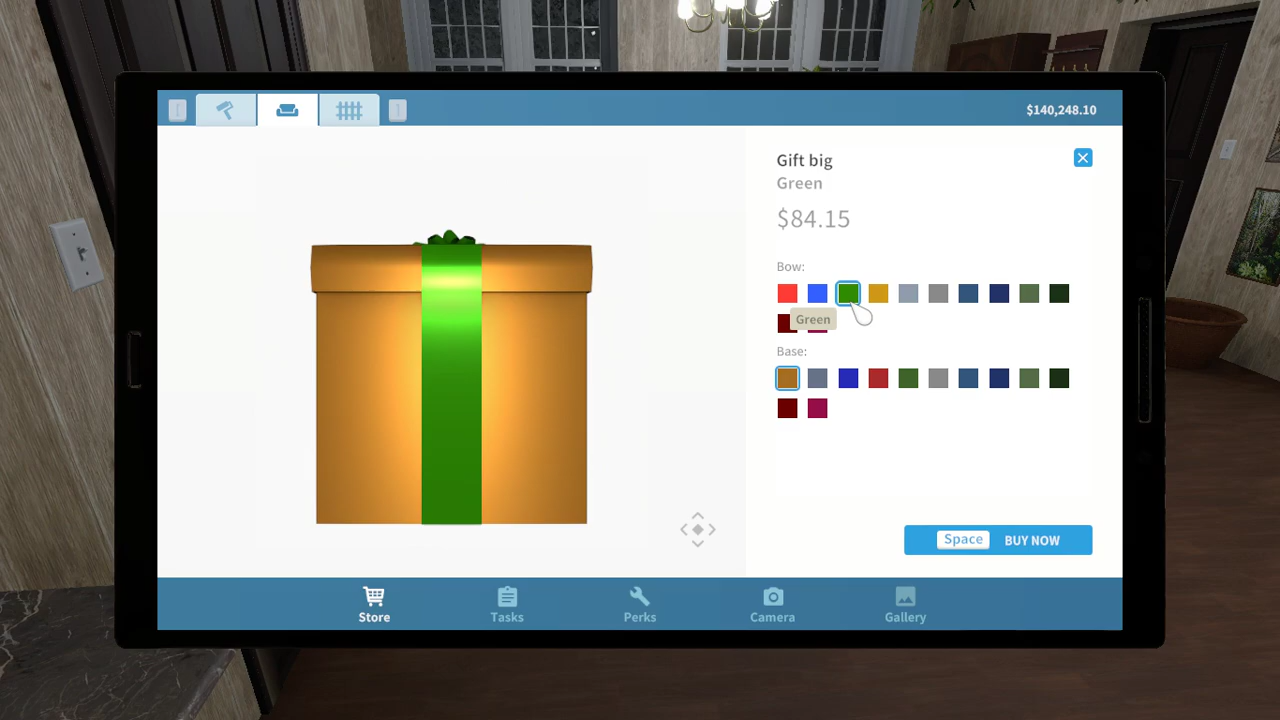 [
]
$140,248.10
Gift big
Green
$84.15
Bow:
Green
Base:
Space BUY NOW
Store Tasks Perks Camera Gallery